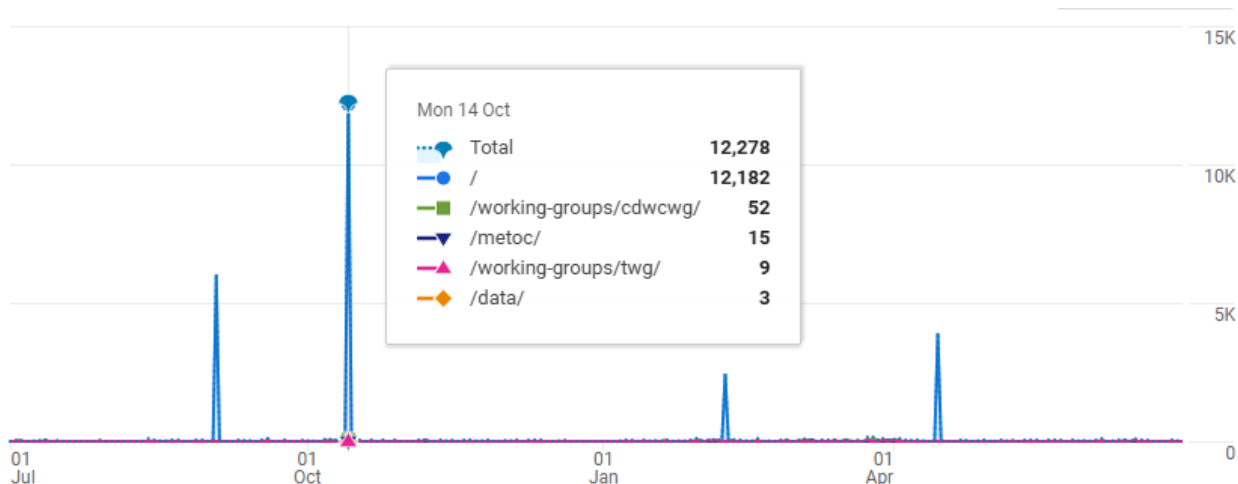 15K
Mon 14 Oct
Total 12,278
/ 12,182
10K
/working-groups/cdwcwg/ 52
/metoc/ 15
/working-groups/twg/ 9
/data/ 3
5K
0
01 Jul
01 Oct
01 Jan
01 Apr